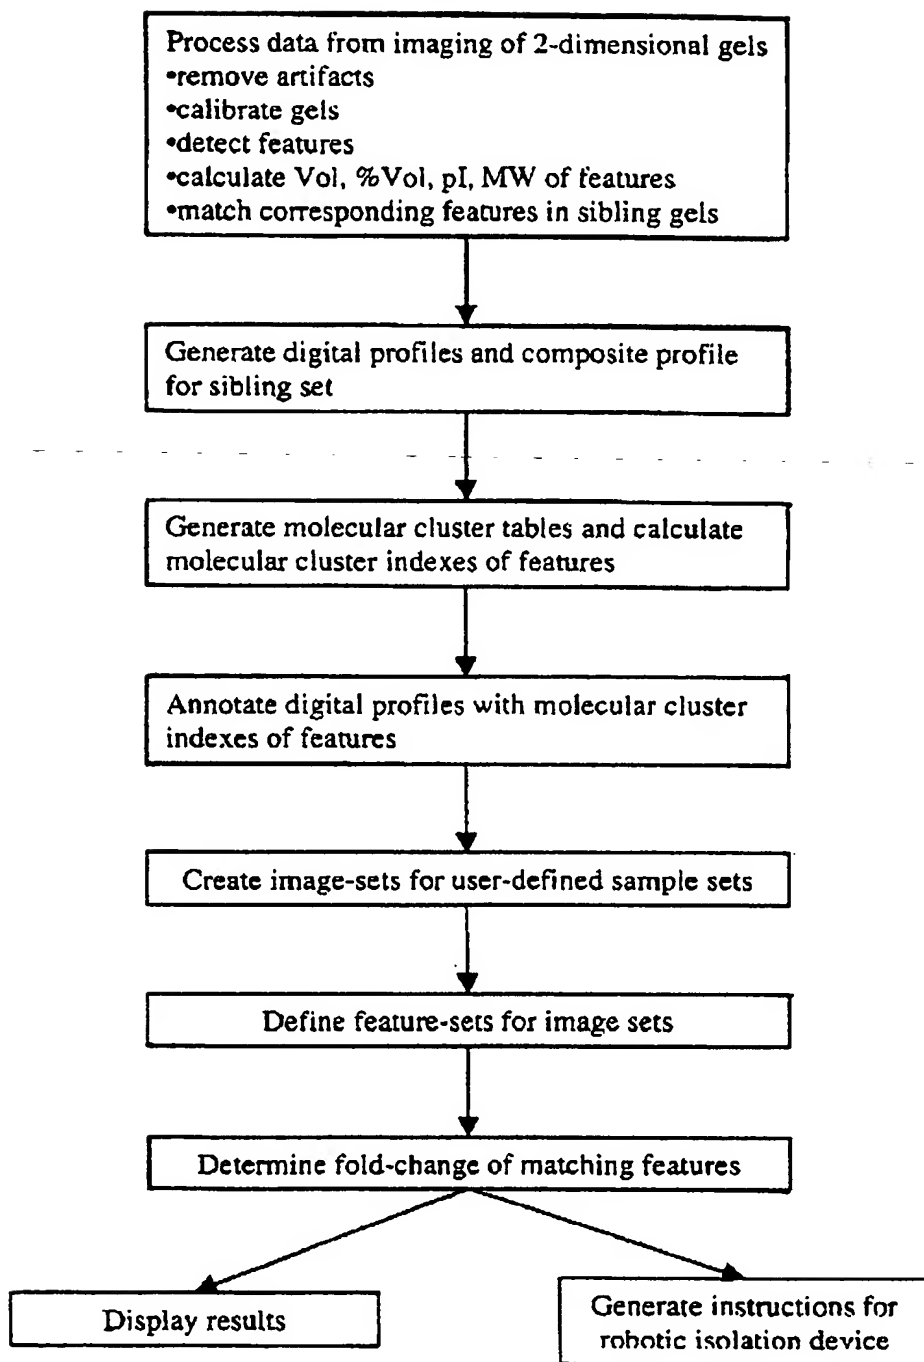 Process data from imaging of 2-dimensional gels
•remove artifacts
•calibrate gels
•detect features
•calculate Vol, %Vol, pI, MW of features
•match corresponding features in sibling gels
Generate digital profiles and composite profile
for sibling set
Generate molecular cluster tables and calculate
molecular cluster indexes of features
Annotate digital profiles with molecular cluster
indexes of features
Create image-sets for user-defined sample sets
Define feature-sets for image sets
Determine fold-change of matching features
Display results
Generate instructions for
robotic isolation device